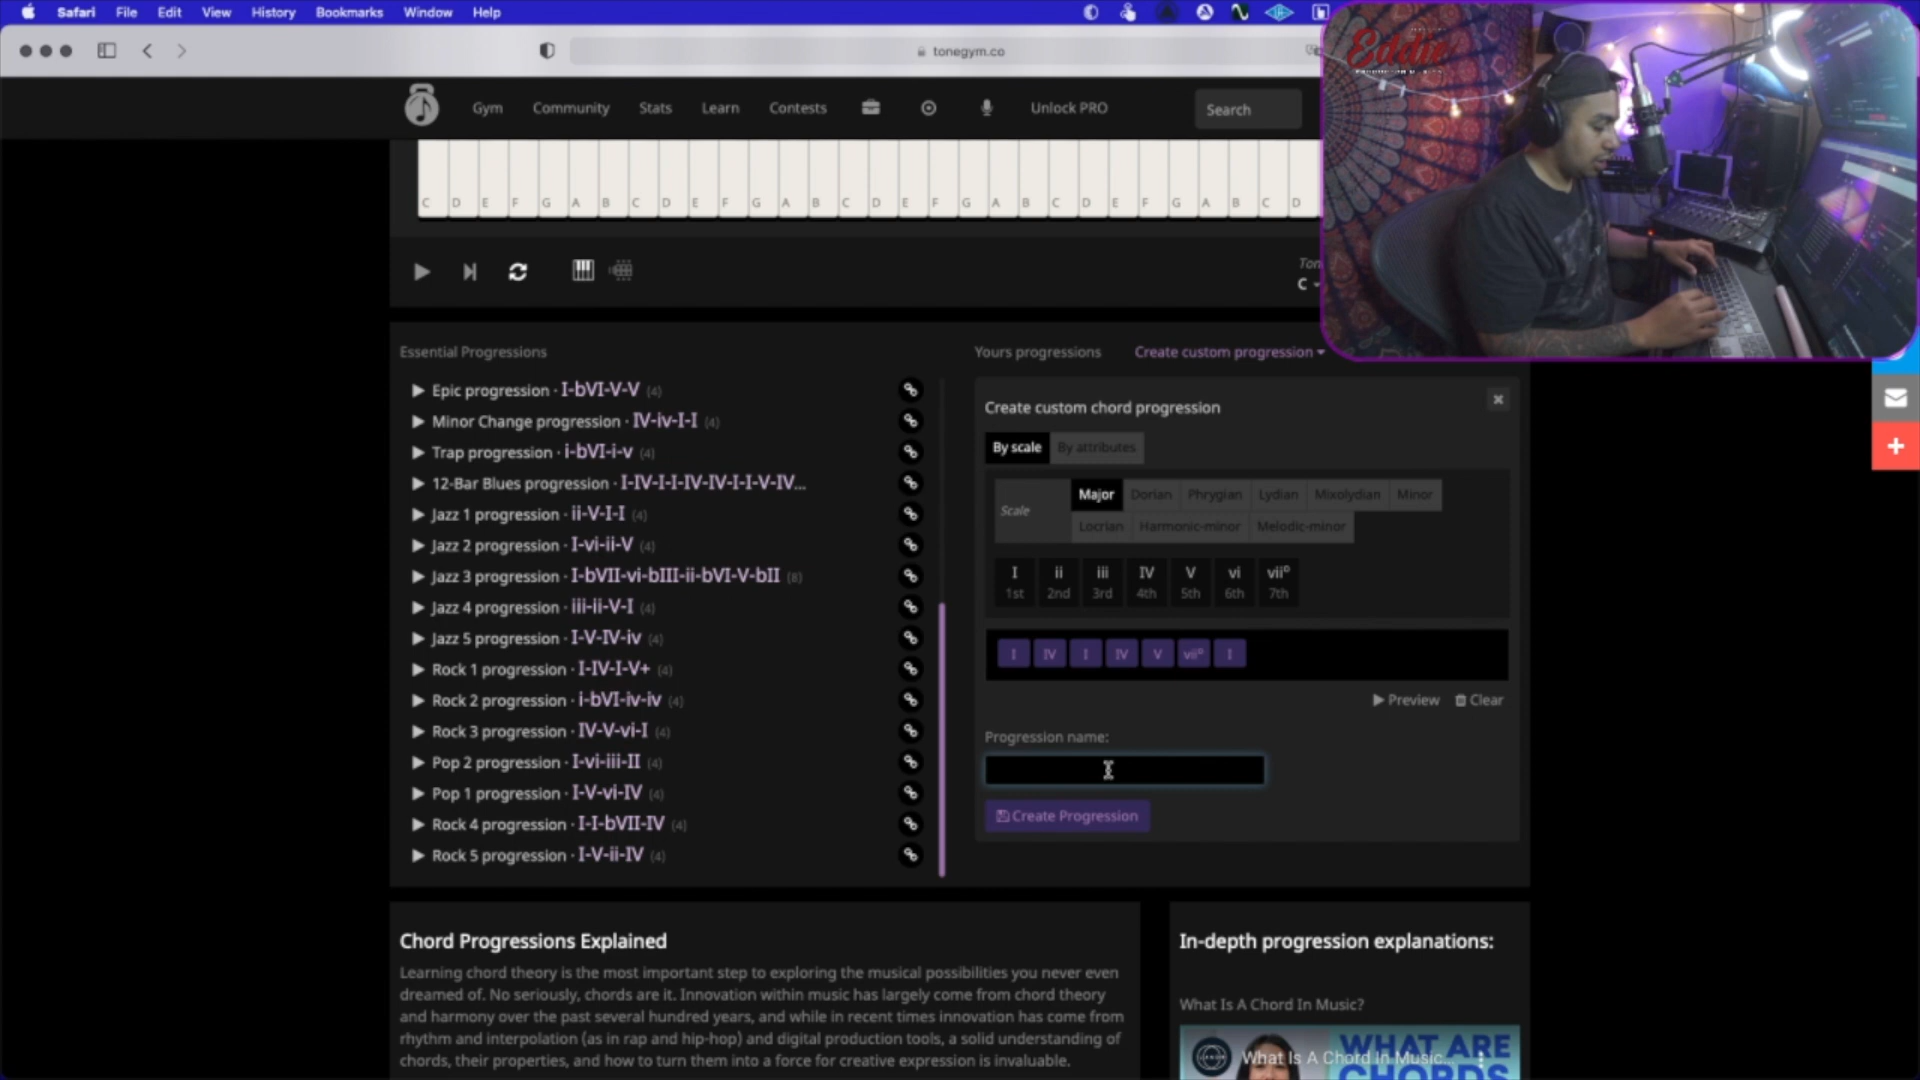 Safari File Edit View History Bookmarks Window Help
tonegym.co
Eddie
Gym Community Stats Learn Contests Unlock PRO Search
C D E F G A B C D E F G A B C D E F G A B C D E F G A B C D
C
Essential Progressions
Yours progressions Create custom progression
Epic progression · I-bVI-V-V (4)
Minor Change progression · IV-iv-I-I (4)
Trap progression · i-bVI-i-v (4)
12-Bar Blues progression · I-IV-I-I-IV-IV-I-I-V-IV...
Jazz 1 progression · ii-V-I-I (4)
Jazz 2 progression · I-vi-ii-V (4)
Jazz 3 progression · I-bVII-vi-bIII-ii-bVI-V-bII (8)
Jazz 4 progression · iii-ii-V-I (4)
Jazz 5 progression · I-V-IV-iv (4)
Rock 1 progression · I-IV-I-V+ (4)
Rock 2 progression · i-bVI-iv-iv (4)
Rock 3 progression · IV-V-vi-I (4)
Pop 2 progression · I-vi-iii-II (4)
Pop 1 progression · I-V-vi-IV (4)
Rock 4 progression · I-I-bVII-IV (4)
Rock 5 progression · I-V-ii-IV (4)
Create custom chord progression
By scale By attributes
Scale
Major Dorian Phrygian Lydian Mixolydian Minor
Locrian Harmonic-minor Melodic-minor
I ii iii IV V vi vii°
1st 2nd 3rd 4th 5th 6th 7th
I IV I IV V vii° I
Preview Clear
Progression name:
Create Progression
Chord Progressions Explained
Learning chord theory is the most important step to exploring the musical possibilities you never even
dreamed of. No seriously, chords are it. Innovation within music has largely come from chord theory
and harmony over the past several hundred years, and while in recent times innovation has come from
rhythm and interpolation (as in rap and hip-hop) and digital production tools, a solid understanding of
chords, their properties, and how to turn them into a force for creative expression is invaluable.
In-depth progression explanations:
What Is A Chord In Music?
What Is A Chord In Music...
WHAT ARE
CHORDS